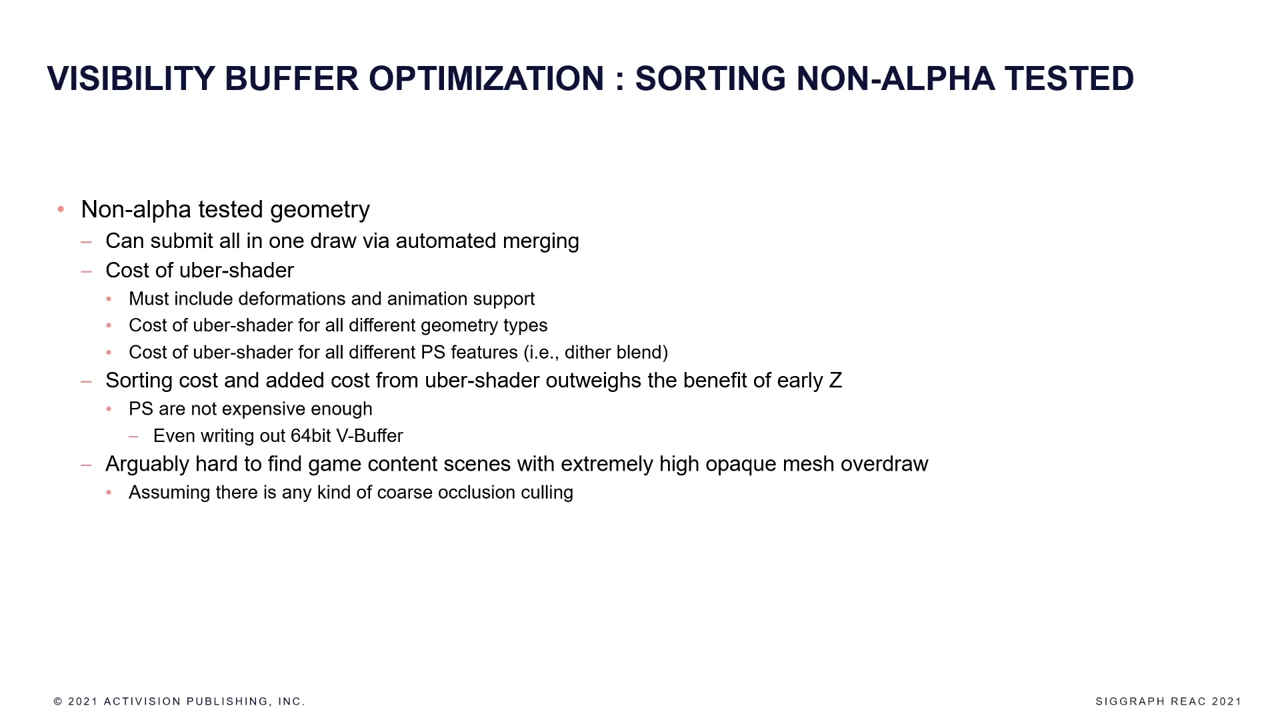 VISIBILITY BUFFER OPTIMIZATION : SORTING NON-ALPHA TESTED
• Non-alpha tested geometry
– Can submit all in one draw via automated merging
– Cost of uber-shader
• Must include deformations and animation support
• Cost of uber-shader for all different geometry types
• Cost of uber-shader for all different PS features (i.e., dither blend)
– Sorting cost and added cost from uber-shader outweighs the benefit of early Z
• PS are not expensive enough
– Even writing out 64bit V-Buffer
– Arguably hard to find game content scenes with extremely high opaque mesh overdraw
• Assuming there is any kind of coarse occlusion culling
© 2021 ACTIVISION PUBLISHING, INC.
SIGGRAPH REAC 2021